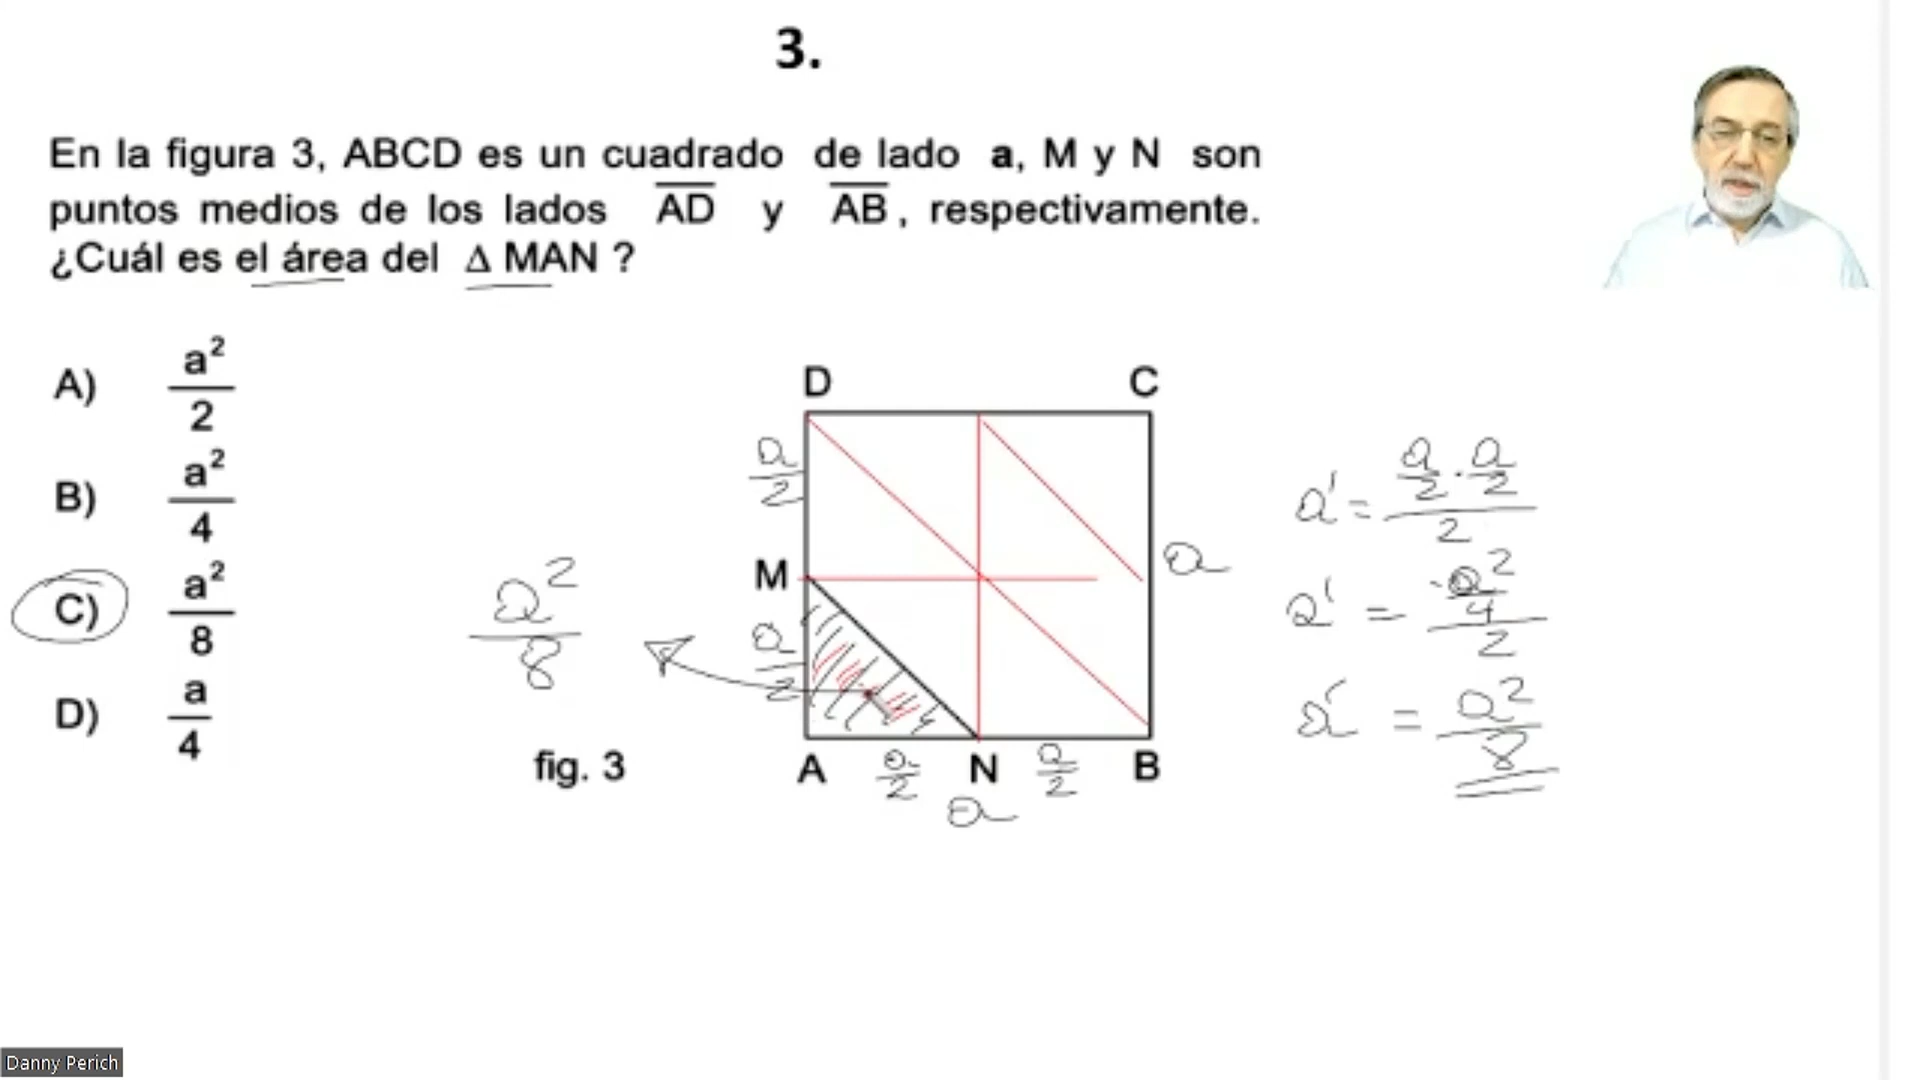 3.
En la figura 3, ABCD es un cuadrado de lado a, M y N son
puntos medios de los lados AD y AB, respectivamente.
¿Cuál es el área del Δ MAN ?
A) a²/2
B) a²/4
C) a²/8
D) a/4
D C
a/2
M
a
a/2
a²/8
A N B
a/2 a/2
a
fig. 3
a' = (a/2 · a/2)/2
a' = (a²/4)/2
a' = a²/8
Danny Perich